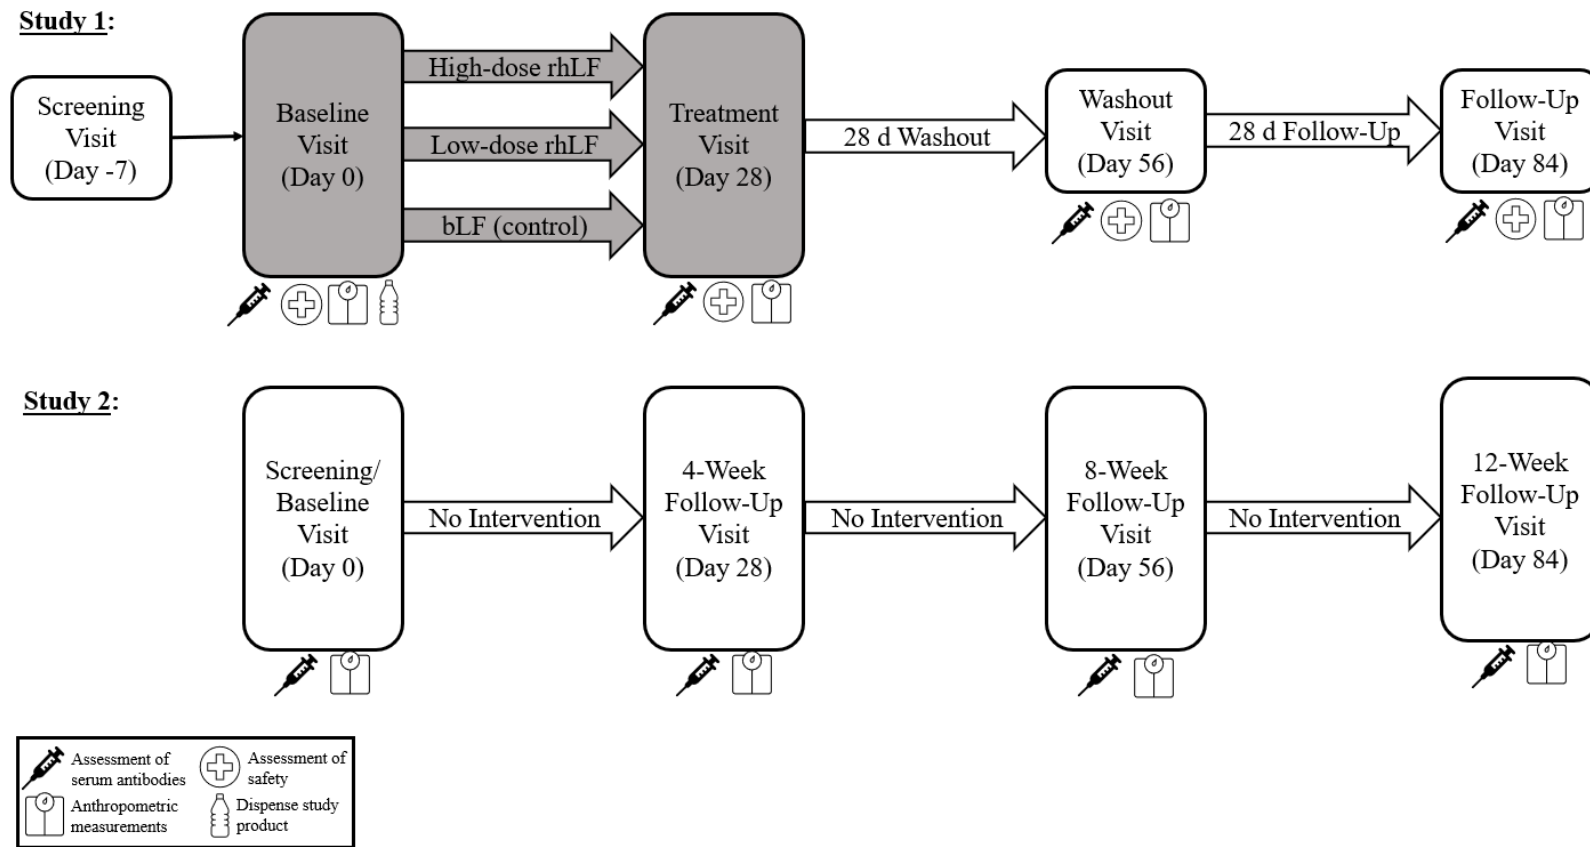 Study 1:
Screening
Visit
(Day -7)
Baseline
Visit
(Day 0)
High-dose rhLF
Low-dose rhLF
bLF (control)
Treatment
Visit
(Day 28)
28 d Washout
Washout
Visit
(Day 56)
28 d Follow-Up
Follow-Up
Visit
(Day 84)
Study 2:
Screening/
Baseline
Visit
(Day 0)
No Intervention
4-Week
Follow-Up
Visit
(Day 28)
No Intervention
8-Week
Follow-Up
Visit
(Day 56)
No Intervention
12-Week
Follow-Up
Visit
(Day 84)
Assessment of
serum antibodies
Assessment of
safety
Anthropometric
measurements
Dispense study
product